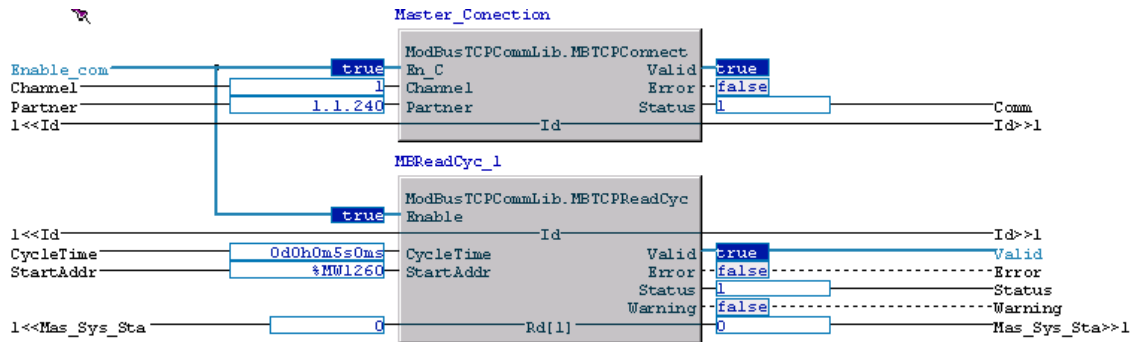 Master_Conection
ModBusTCPCommLib.MBTCPConnect
Enable_com true En_C Valid true
Channel 1 Channel Error false
Partner 1.1.240 Partner Status 1 Comm
1<<Id Id Id>>1
MBReadCyc_1
ModBusTCPCommLib.MBTCPReadCyc
true Enable
1<<Id Id Id>>1
CycleTime 0d0h0m5s0ms CycleTime Valid true Valid
StartAddr %MW1260 StartAddr Error false Error
Status 1 Status
Warning false Warning
1<<Mas_Sys_Sta 0 Rd[1] 0 Mas_Sys_Sta>>1